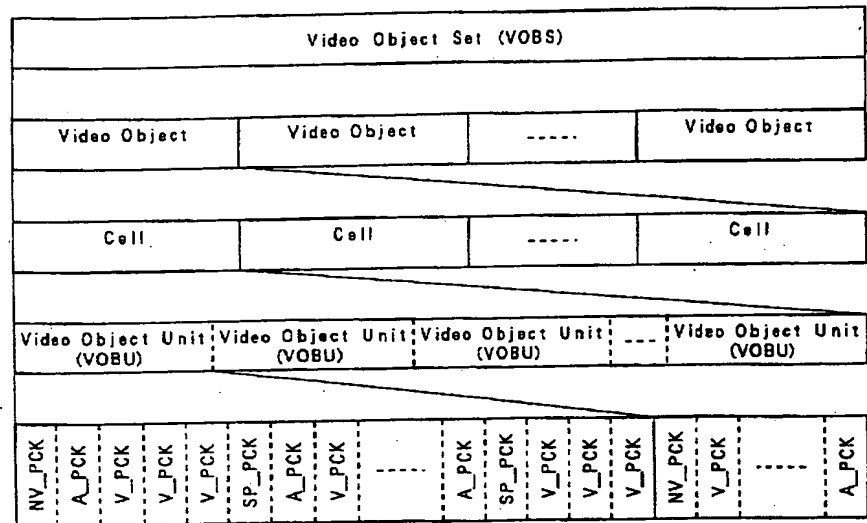 Video Object Set (VOBS)
Video Object Video Object ----- Video Object
Cell Cell ----- Cell
Video Object Unit Video Object Unit Video Object Unit ---- Video Object Unit
(VOBU) (VOBU) (VOBU) (VOBU)
NV_PCK A_PCK V_PCK V_PCK V_PCK SP_PCK A_PCK V_PCK ----- A_PCK SP_PCK V_PCK V_PCK V_PCK NV_PCK V_PCK ----- A_PCK